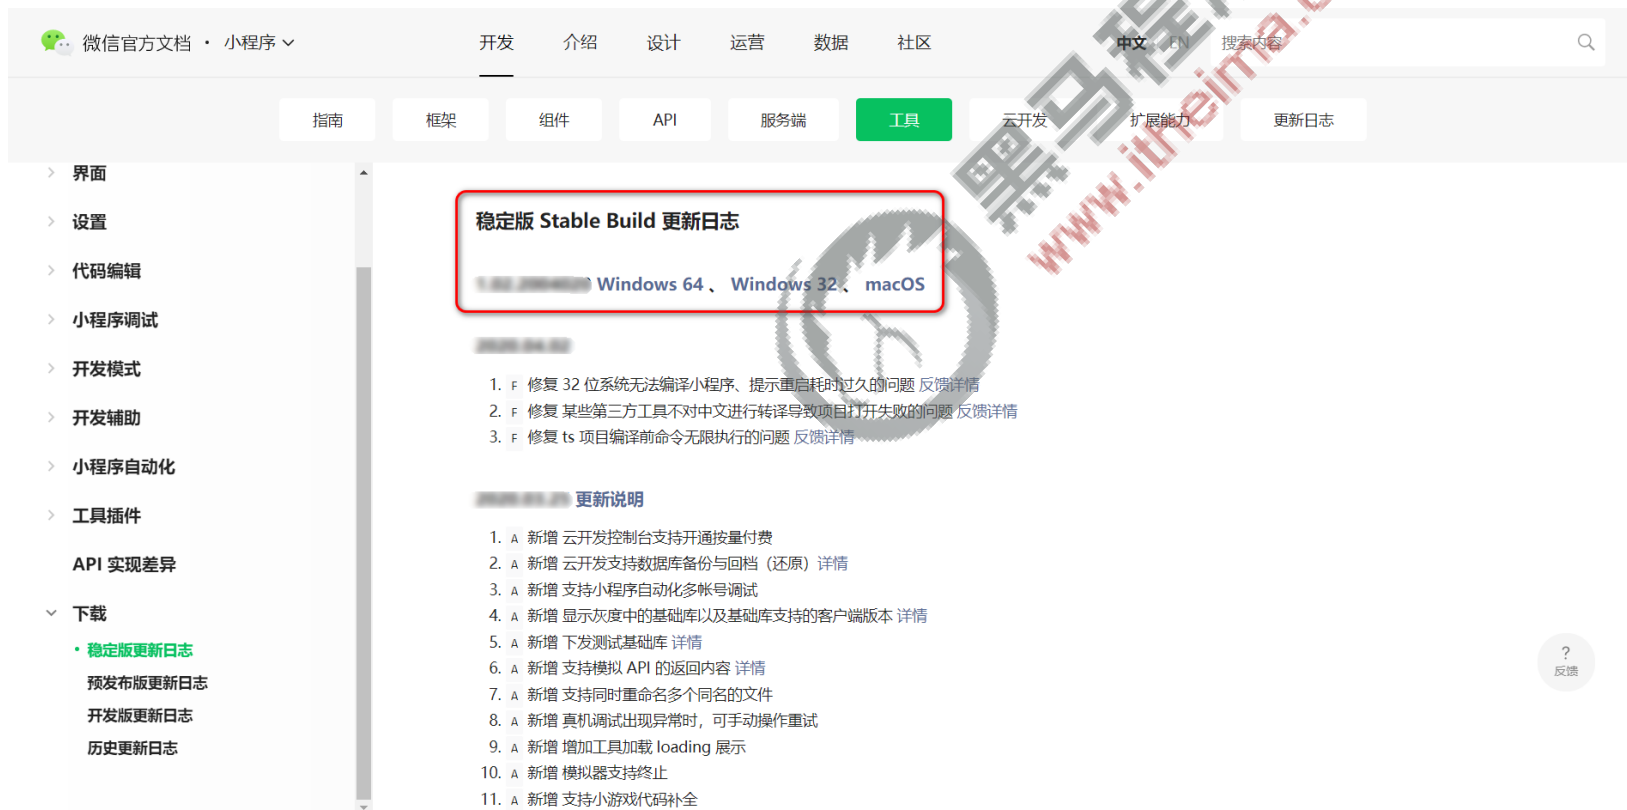 微信官方文档 · 小程序
开发 介绍 设计 运营 数据 社区 中文 EN 搜索内容
指南 框架 组件 API 服务端 工具 云开发 扩展能力 更新日志
界面
设置
代码编辑
小程序调试
开发模式
开发辅助
小程序自动化
工具插件
API 实现差异
下载
• 稳定版更新日志
预发布版更新日志
开发版更新日志
历史更新日志
稳定版 Stable Build 更新日志
Windows 64 、 Windows 32 、 macOS
1. F 修复 32 位系统无法编译小程序、提示重启耗时过久的问题 反馈详情
2. F 修复 某些第三方工具不对中文进行转译导致项目打开失败的问题 反馈详情
3. F 修复 ts 项目编译前命令无限执行的问题 反馈详情
更新说明
1. A 新增 云开发控制台支持开通按量付费
2. A 新增 云开发支持数据库备份与回档（还原）详情
3. A 新增 支持小程序自动化多帐号调试
4. A 新增 显示灰度中的基础库以及基础库支持的客户端版本 详情
5. A 新增 下发测试基础库 详情
6. A 新增 支持模拟 API 的返回内容 详情
7. A 新增 支持同时重命名多个同名的文件
8. A 新增 真机调试出现异常时，可手动操作重试
9. A 新增 增加工具加载 loading 展示
10. A 新增 模拟器支持终止
11. A 新增 支持小游戏代码补全
?
反馈
黑马程
www.itheima.c